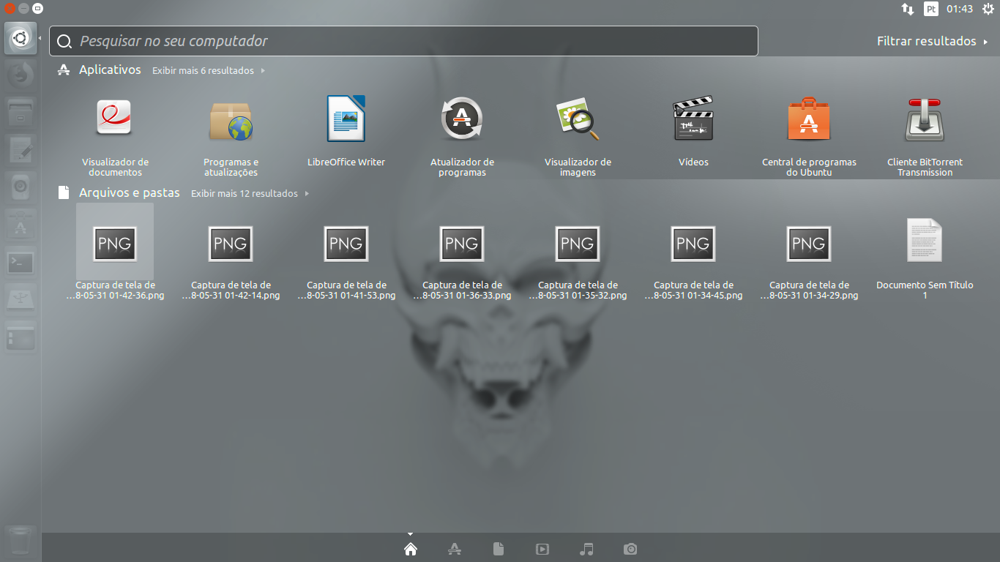 Pt 01:43
Pesquisar no seu computador
Filtrar resultados
Aplicativos Exibir mais 6 resultados
Visualizador de
documentos
Programas e
atualizações
LibreOffice Writer
Atualizador de
programas
Visualizador de
imagens
Vídeos
Central de programas
do Ubuntu
Cliente BitTorrent
Transmission
Arquivos e pastas Exibir mais 12 resultados
PNG
Captura de tela de
...8-05-31 01-42-36.png
PNG
Captura de tela de
...8-05-31 01-42-14.png
PNG
Captura de tela de
...8-05-31 01-41-53.png
PNG
Captura de tela de
...8-05-31 01-36-33.png
PNG
Captura de tela de
...8-05-31 01-35-32.png
PNG
Captura de tela de
...8-05-31 01-34-45.png
PNG
Captura de tela de
...8-05-31 01-34-29.png
Documento Sem Título
1